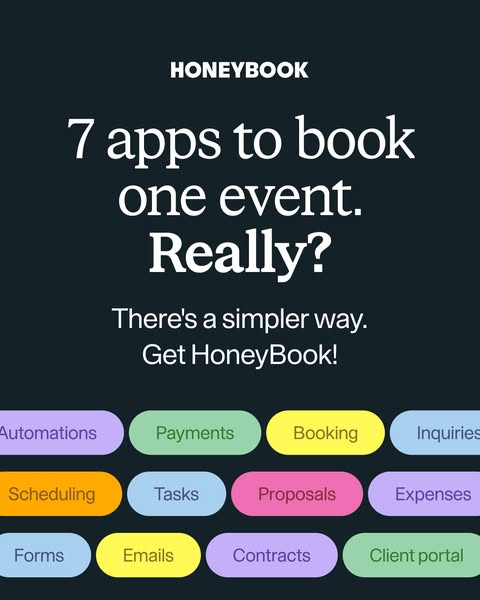 HONEYBOOK
7 apps to book
one event.
Really?
There's a simpler way.
Get HoneyBook!
Automations Payments Booking Inquiries
Scheduling Tasks Proposals Expenses
Forms Emails Contracts Client portal